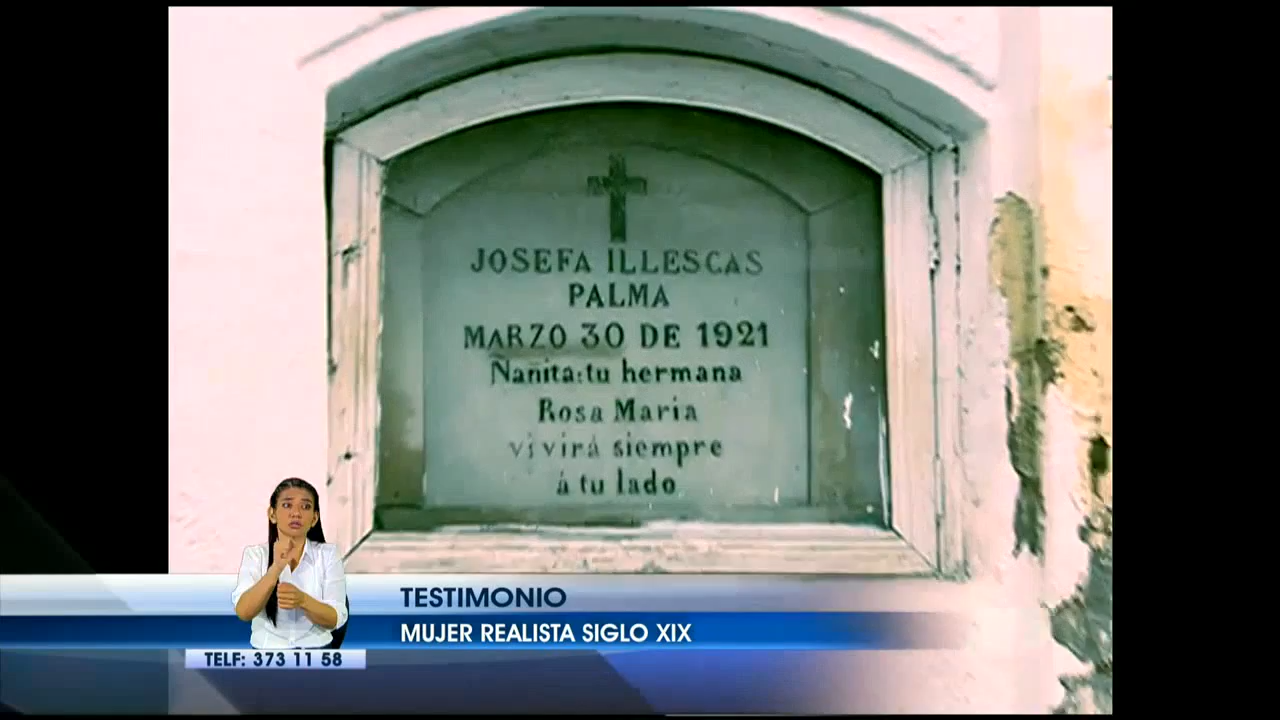 JOSEFA ILLESCAS
PALMA
MARZO 30 DE 1921
Ñañita: tu hermana
Rosa Maria
vivirá siempre
á tu lado
TESTIMONIO
MUJER REALISTA SIGLO XIX
TELF: 373 11 58